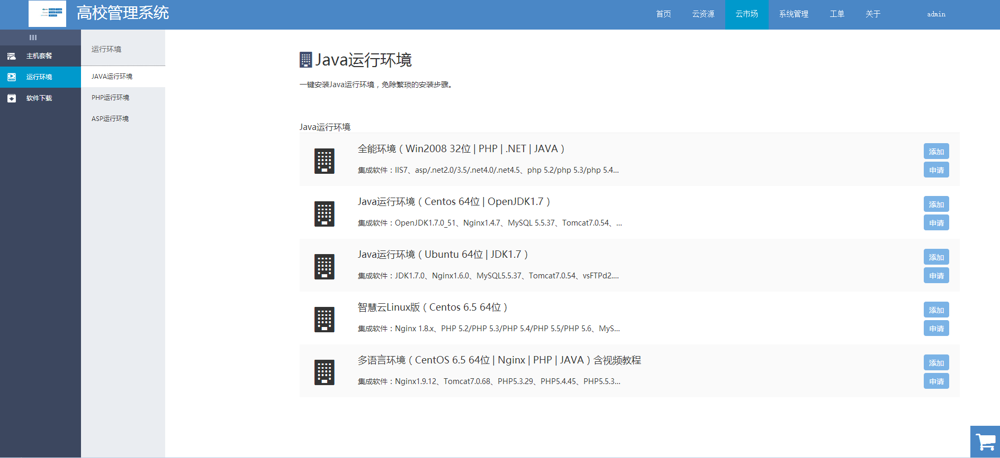 高校管理系统
首页 云资源 云市场 系统管理 工单 关于 admin
主机套餐
运行环境
软件下载
运行环境
JAVA运行环境
PHP运行环境
ASP运行环境
Java运行环境
一键安装Java运行环境，免除繁琐的安装步骤。
Java运行环境
全能环境（Win2008 32位 | PHP | .NET | JAVA）
集成软件：IIS7、asp/.net2.0/3.5/.net4.0/.net4.5、php 5.2/php 5.3/php 5.4...
添加
申请
Java运行环境（Centos 64位 | OpenJDK1.7）
集成软件：OpenJDK1.7.0_51、Nginx1.4.7、MySQL 5.5.37、Tomcat7.0.54、...
添加
申请
Java运行环境（Ubuntu 64位 | JDK1.7）
集成软件：JDK1.7.0、Nginx1.6.0、MySQL5.5.37、Tomcat7.0.54、vsFTPd2....
添加
申请
智慧云Linux版（Centos 6.5 64位）
集成软件：Nginx 1.8.x、PHP 5.2/PHP 5.3/PHP 5.4/PHP 5.5/PHP 5.6、MyS...
添加
申请
多语言环境（CentOS 6.5 64位 | Nginx | PHP | JAVA）含视频教程
集成软件：Nginx1.9.12、Tomcat7.0.68、PHP5.3.29、PHP5.4.45、PHP5.5.3...
添加
申请